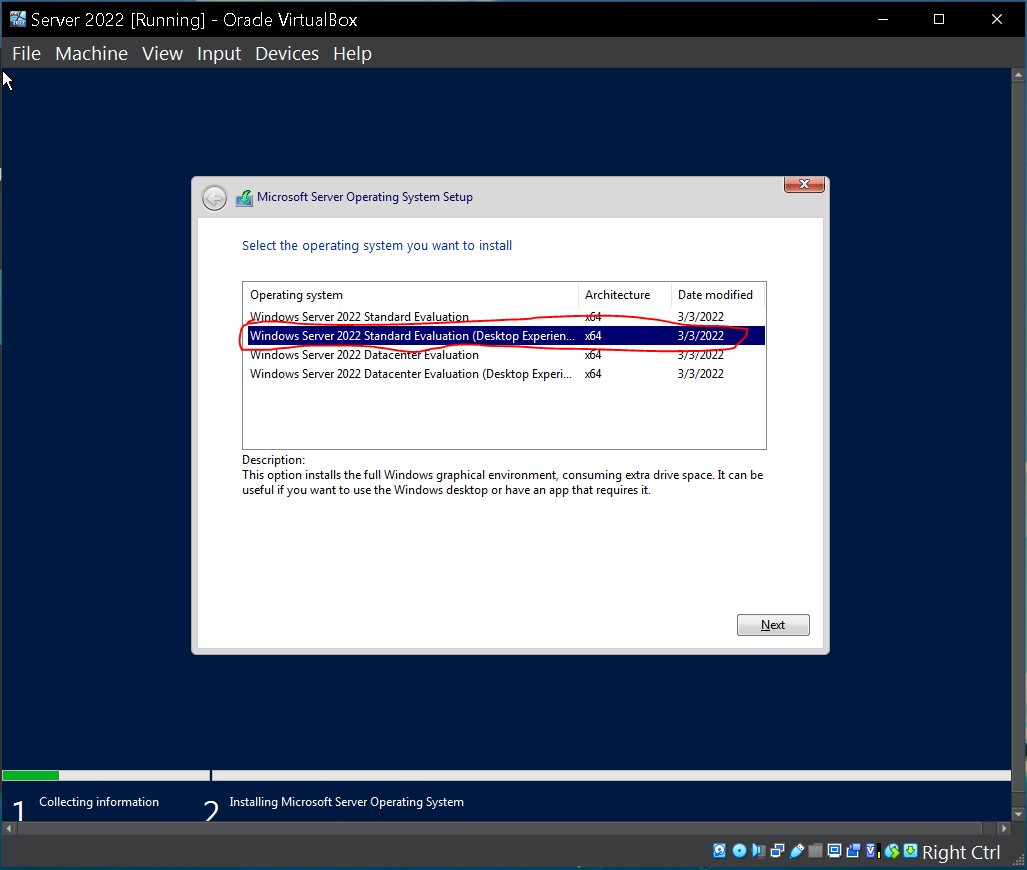 Server 2022 [Running] - Oracle VirtualBox
File Machine View Input Devices Help
Microsoft Server Operating System Setup
Select the operating system you want to install
Operating system Architecture Date modified
Windows Server 2022 Standard Evaluation x64 3/3/2022
Windows Server 2022 Standard Evaluation (Desktop Experien... x64 3/3/2022
Windows Server 2022 Datacenter Evaluation x64 3/3/2022
Windows Server 2022 Datacenter Evaluation (Desktop Experi... x64 3/3/2022
Description:
This option installs the full Windows graphical environment, consuming extra drive space. It can be
useful if you want to use the Windows desktop or have an app that requires it.
Next
1 Collecting information 2 Installing Microsoft Server Operating System
Right Ctrl